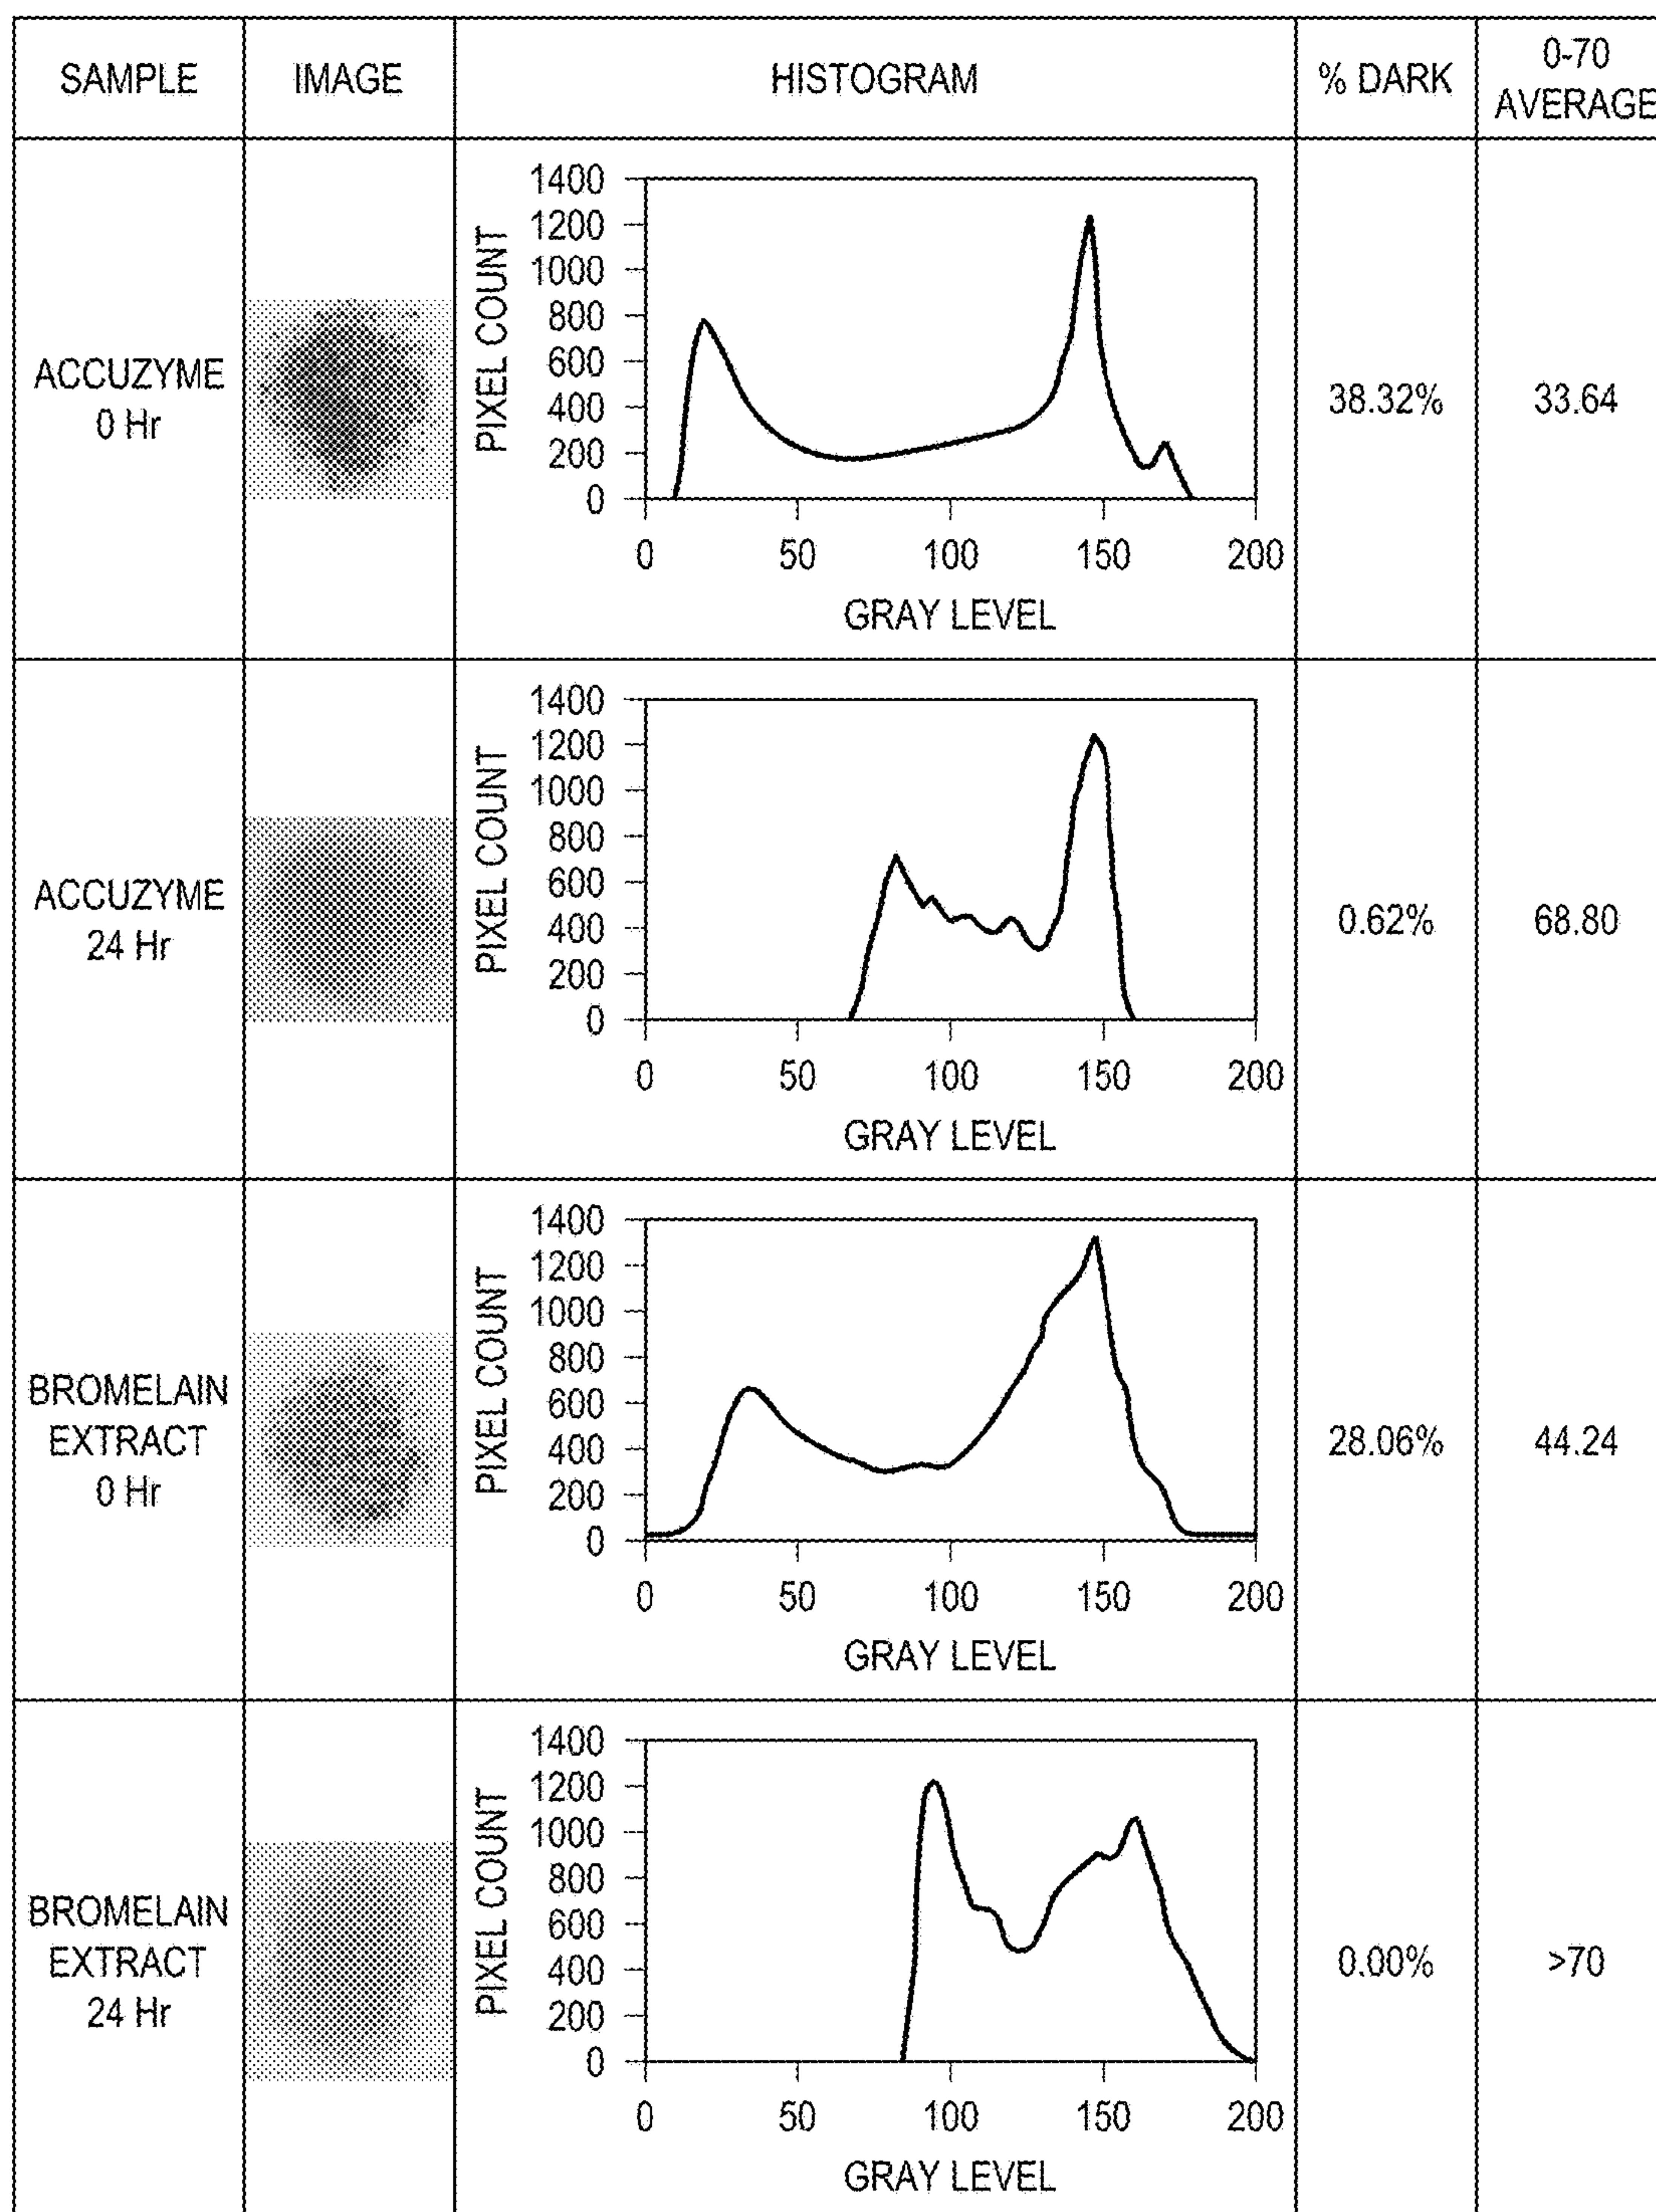 SAMPLE
IMAGE
HISTOGRAM
% DARK
0-70
AVERAGE
ACCUZYME
0 Hr
PIXEL COUNT
1400
1200
1000
800
600
400
200
0
0 50 100 150 200
GRAY LEVEL
38.32%
33.64
ACCUZYME
24 Hr
PIXEL COUNT
1400
1200
1000
800
600
400
200
0
0 50 100 150 200
GRAY LEVEL
0.62%
68.80
BROMELAIN
EXTRACT
0 Hr
PIXEL COUNT
1400
1200
1000
800
600
400
200
0
0 50 100 150 200
GRAY LEVEL
28.06%
44.24
BROMELAIN
EXTRACT
24 Hr
PIXEL COUNT
1400
1200
1000
800
600
400
200
0
0 50 100 150 200
GRAY LEVEL
0.00%
>70